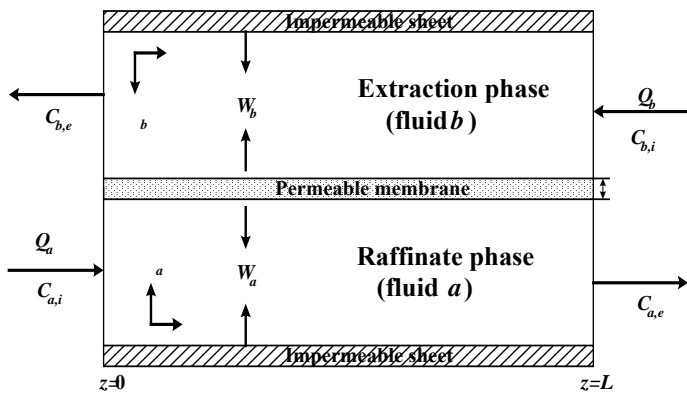 Impermeable sheet
Extraction phase
(fluid b)
Q_b
C_{b,e}
b
W_b
C_{b,i}
Permeable membrane
Q_a
a
W_a
Raffinate phase
(fluid a)
C_{a,i}
C_{a,e}
Impermeable sheet
z=0
z=L